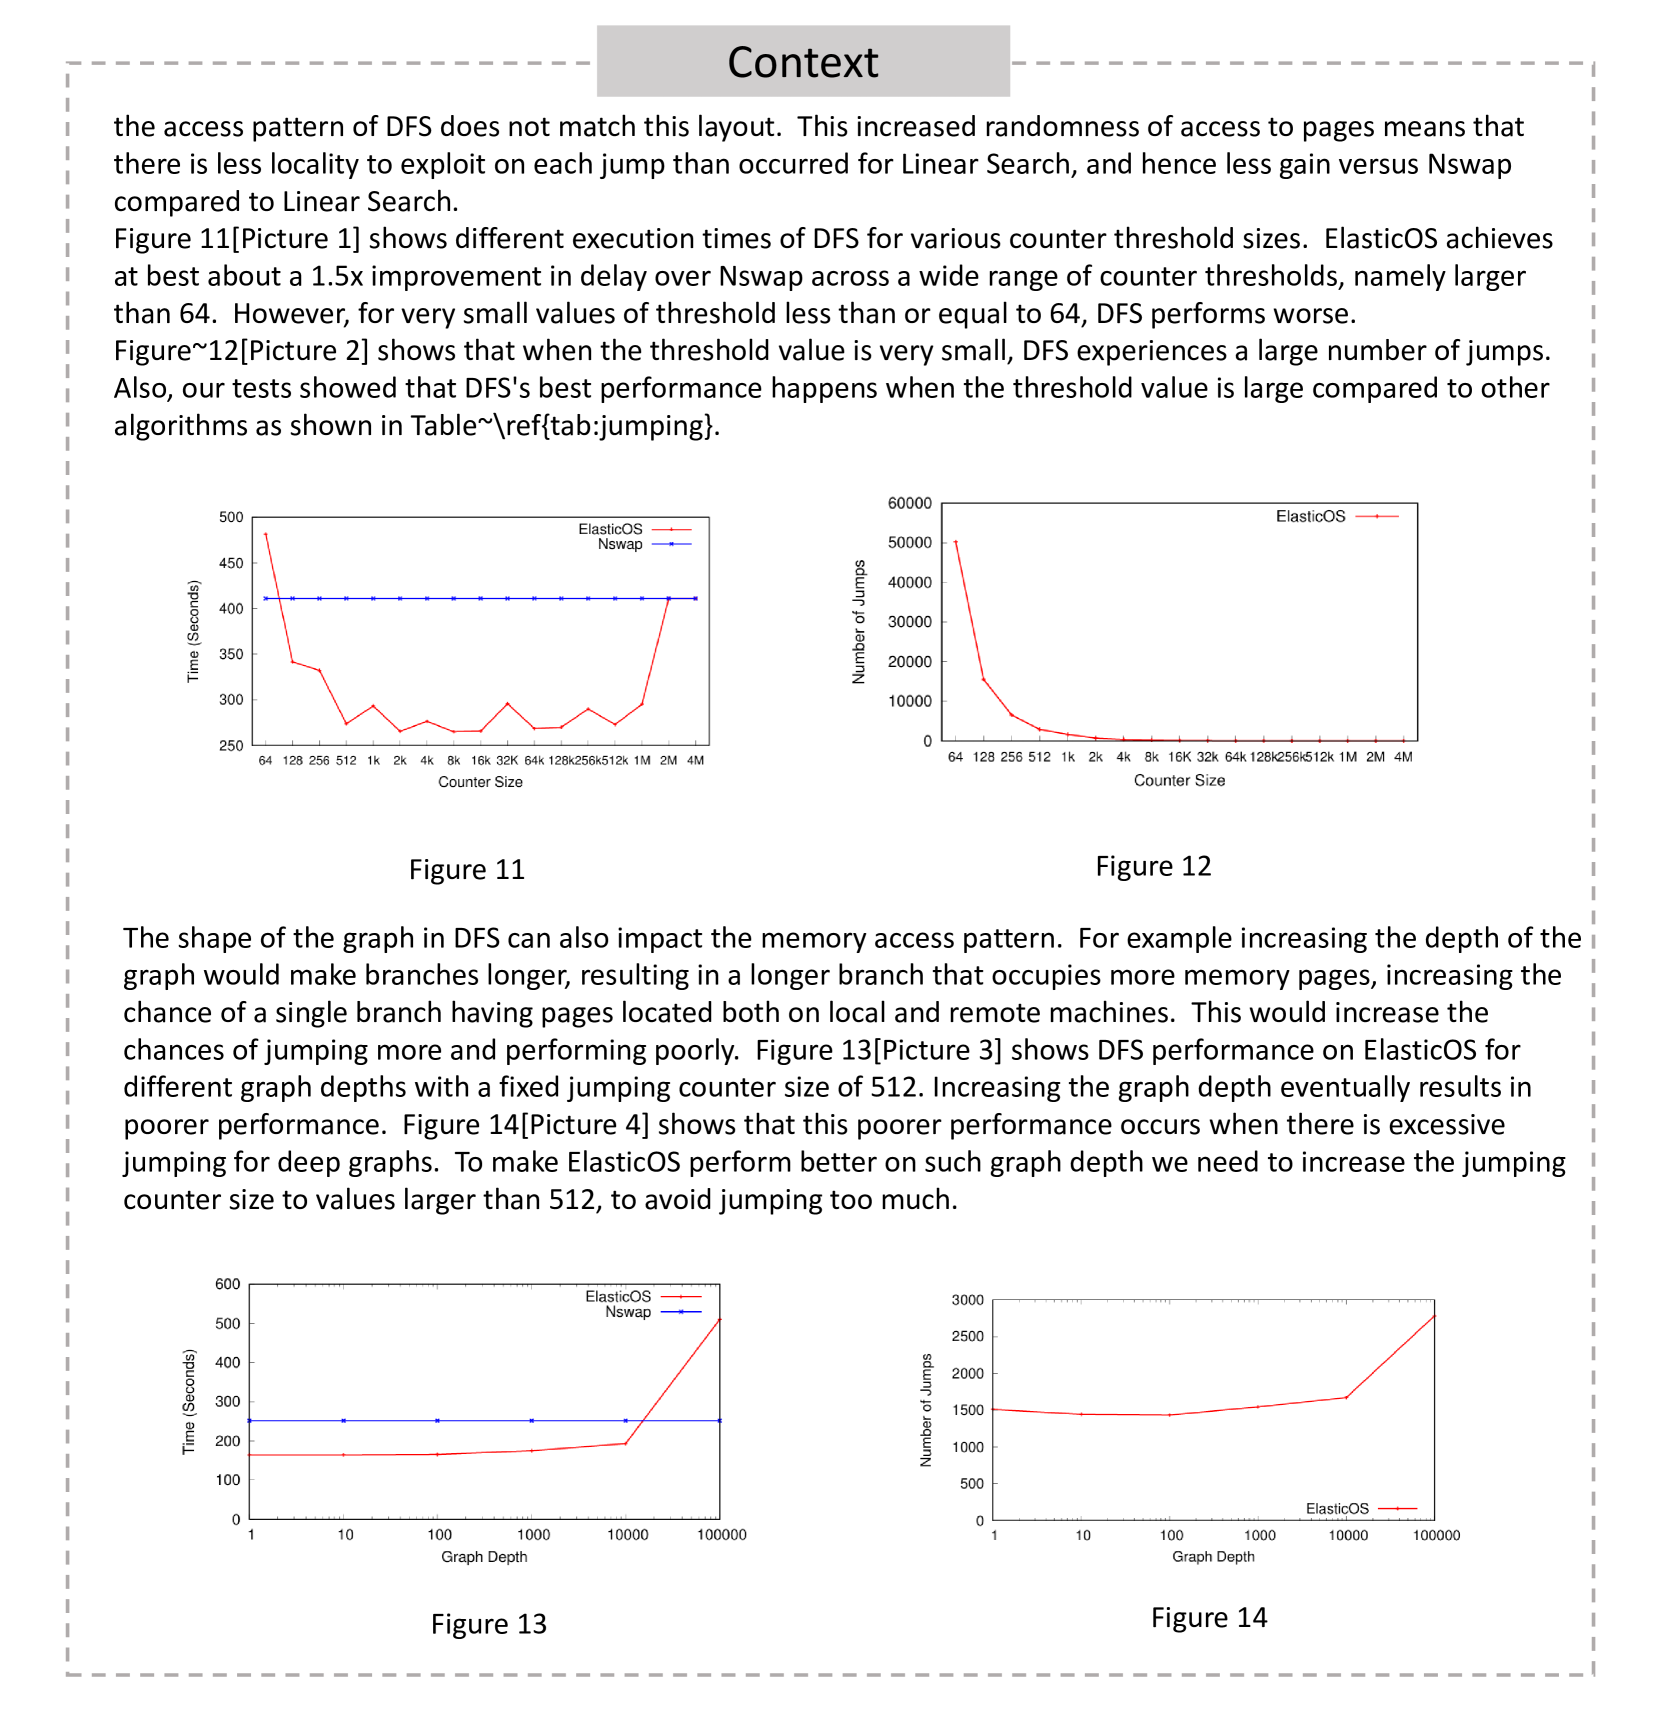 Context
the access pattern of DFS does not match this layout.  This increased randomness of access to pages means that
there is less locality to exploit on each jump than occurred for Linear Search, and hence less gain versus Nswap
compared to Linear Search.
Figure 11[Picture 1] shows different execution times of DFS for various counter threshold sizes.  ElasticOS achieves
at best about a 1.5x improvement in delay over Nswap across a wide range of counter thresholds, namely larger
than 64.  However, for very small values of threshold less than or equal to 64, DFS performs worse.
Figure~12[Picture 2] shows that when the threshold value is very small, DFS experiences a large number of jumps.
Also, our tests showed that DFS's best performance happens when the threshold value is large compared to other
algorithms as shown in Table~\ref{tab:jumping}.
500
450
400
350
300
250
Time (Seconds)
ElasticOS
Nswap
64 128 256 512 1k 2k 4k 8k 16k 32K 64k 128k256k512k 1M 2M 4M
Counter Size
Figure 11
60000
50000
40000
30000
20000
10000
0
Number of Jumps
ElasticOS
64 128 256 512 1k 2k 4k 8k 16K 32k 64k 128k256k512k 1M 2M 4M
Counter Size
Figure 12
The shape of the graph in DFS can also impact the memory access pattern.  For example increasing the depth of the
graph would make branches longer, resulting in a longer branch that occupies more memory pages, increasing the
chance of a single branch having pages located both on local and remote machines.  This would increase the
chances of jumping more and performing poorly.  Figure 13[Picture 3] shows DFS performance on ElasticOS for
different graph depths with a fixed jumping counter size of 512. Increasing the graph depth eventually results in
poorer performance.  Figure 14[Picture 4] shows that this poorer performance occurs when there is excessive
jumping for deep graphs.  To make ElasticOS perform better on such graph depth we need to increase the jumping
counter size to values larger than 512, to avoid jumping too much.
600
500
400
300
200
100
0
Time (Seconds)
ElasticOS
Nswap
1 10 100 1000 10000 100000
Graph Depth
Figure 13
3000
2500
2000
1500
1000
500
0
Number of Jumps
ElasticOS
1 10 100 1000 10000 100000
Graph Depth
Figure 14